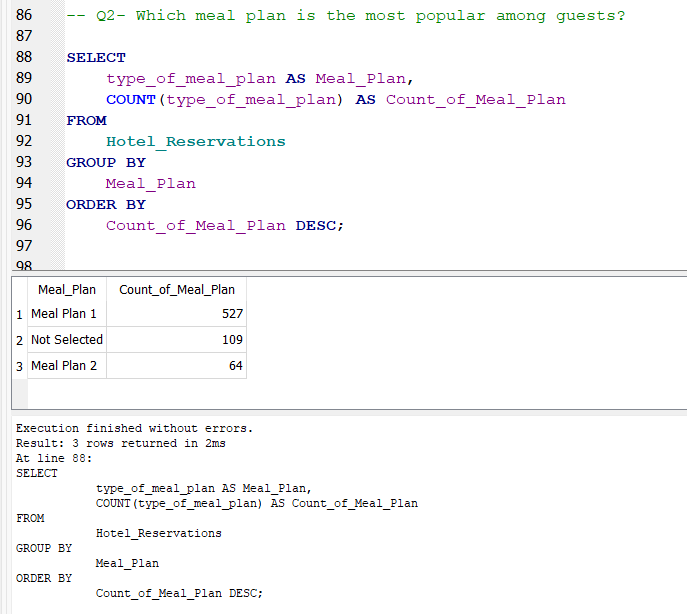 86 -- Q2- Which meal plan is the most popular among guests?
87
88 SELECT
89 type_of_meal_plan AS Meal_Plan,
90 COUNT(type_of_meal_plan) AS Count_of_Meal_Plan
91 FROM
92 Hotel_Reservations
93 GROUP BY
94 Meal_Plan
95 ORDER BY
96 Count_of_Meal_Plan DESC;
97
98
Meal_Plan Count_of_Meal_Plan
1 Meal Plan 1 527
2 Not Selected 109
3 Meal Plan 2 64
Execution finished without errors.
Result: 3 rows returned in 2ms
At line 88:
SELECT
type_of_meal_plan AS Meal_Plan,
COUNT(type_of_meal_plan) AS Count_of_Meal_Plan
FROM
Hotel_Reservations
GROUP BY
Meal_Plan
ORDER BY
Count_of_Meal_Plan DESC;